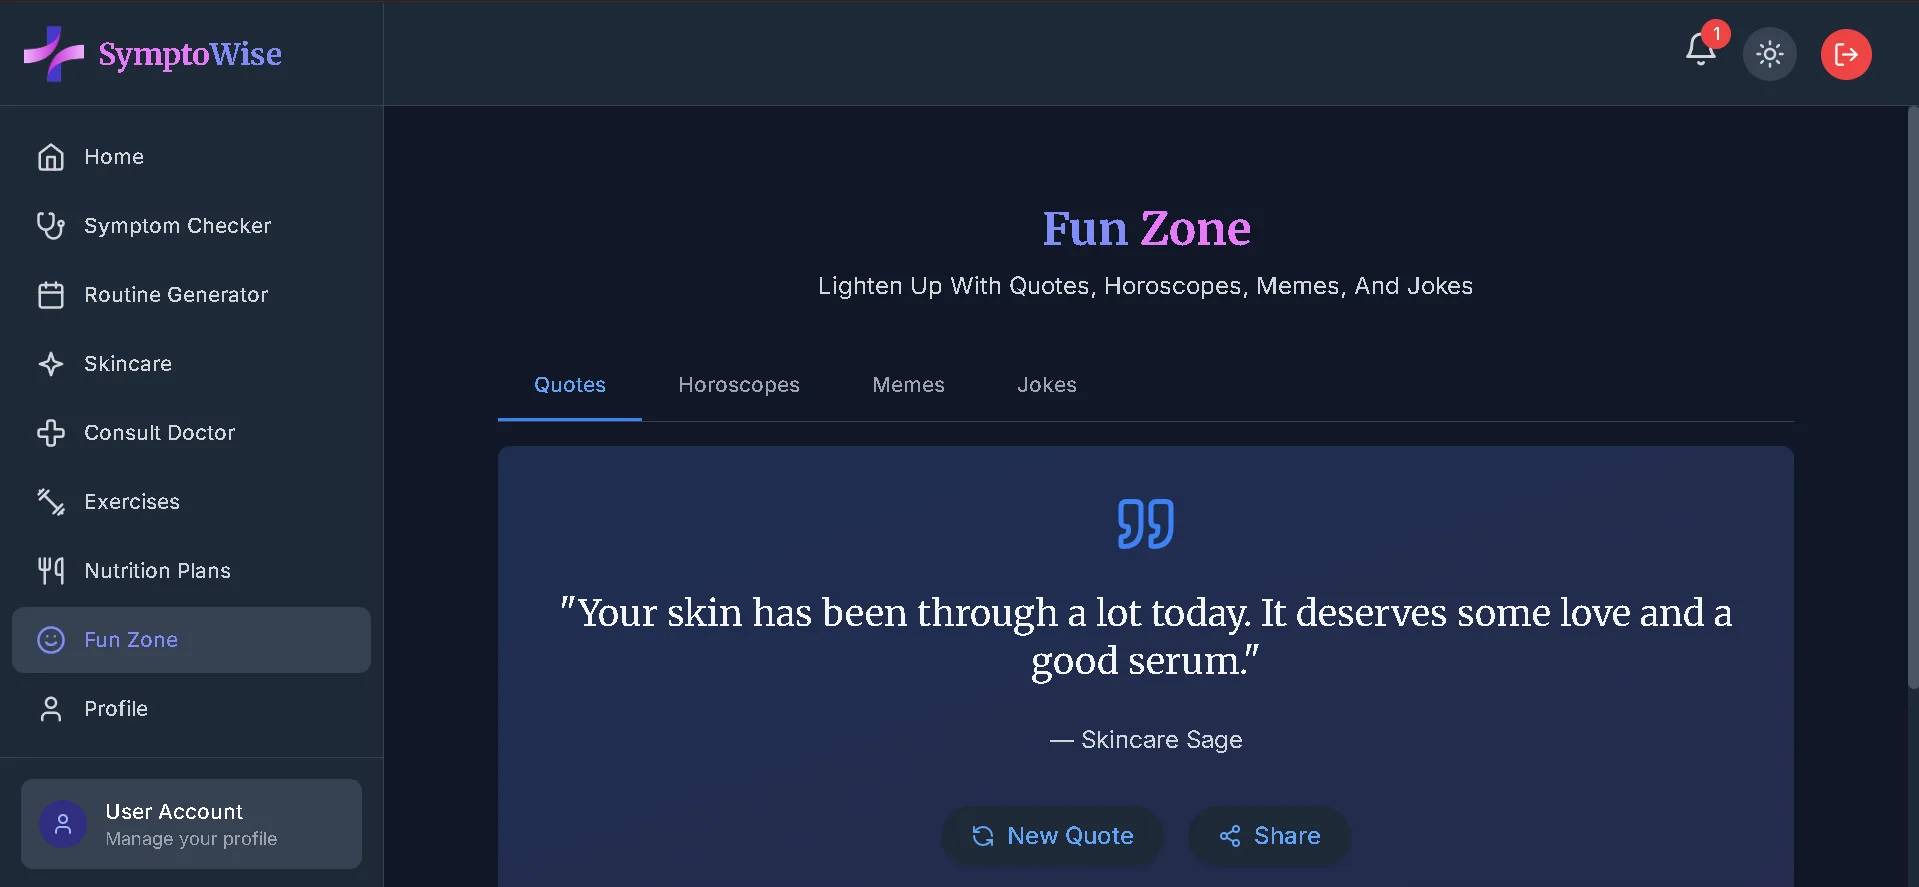 SymptoWise
1
Home
Symptom Checker
Routine Generator
Skincare
Consult Doctor
Exercises
Nutrition Plans
Fun Zone
Profile
User Account
Manage your profile
Fun Zone
Lighten Up With Quotes, Horoscopes, Memes, And Jokes
Quotes Horoscopes Memes Jokes
"Your skin has been through a lot today. It deserves some love and a
good serum."
— Skincare Sage
New Quote Share